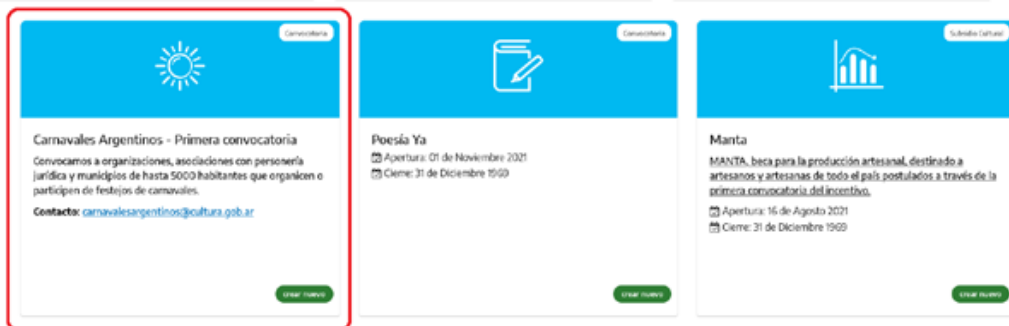 Convocatoria
Carnavales Argentinos - Primera convocatoria
Convocamos a organizaciones, asociaciones con personería
jurídica y municipios de hasta 5000 habitantes que organicen o
participen de festejos de carnavales.
Contacto: carnavalesargentinos@cultura.gob.ar
crear nuevo
Convocatoria
Poesía Ya
Apertura: 01 de Noviembre 2021
Cierre: 31 de Diciembre 1969
crear nuevo
Subsidio Cultural
Manta
MANTA, beca para la producción artesanal, destinado a
artesanos y artesanas de todo el país postulados a través de la
primera convocatoria del incentivo.
Apertura: 16 de Agosto 2021
Cierre: 31 de Diciembre 1969
crear nuevo